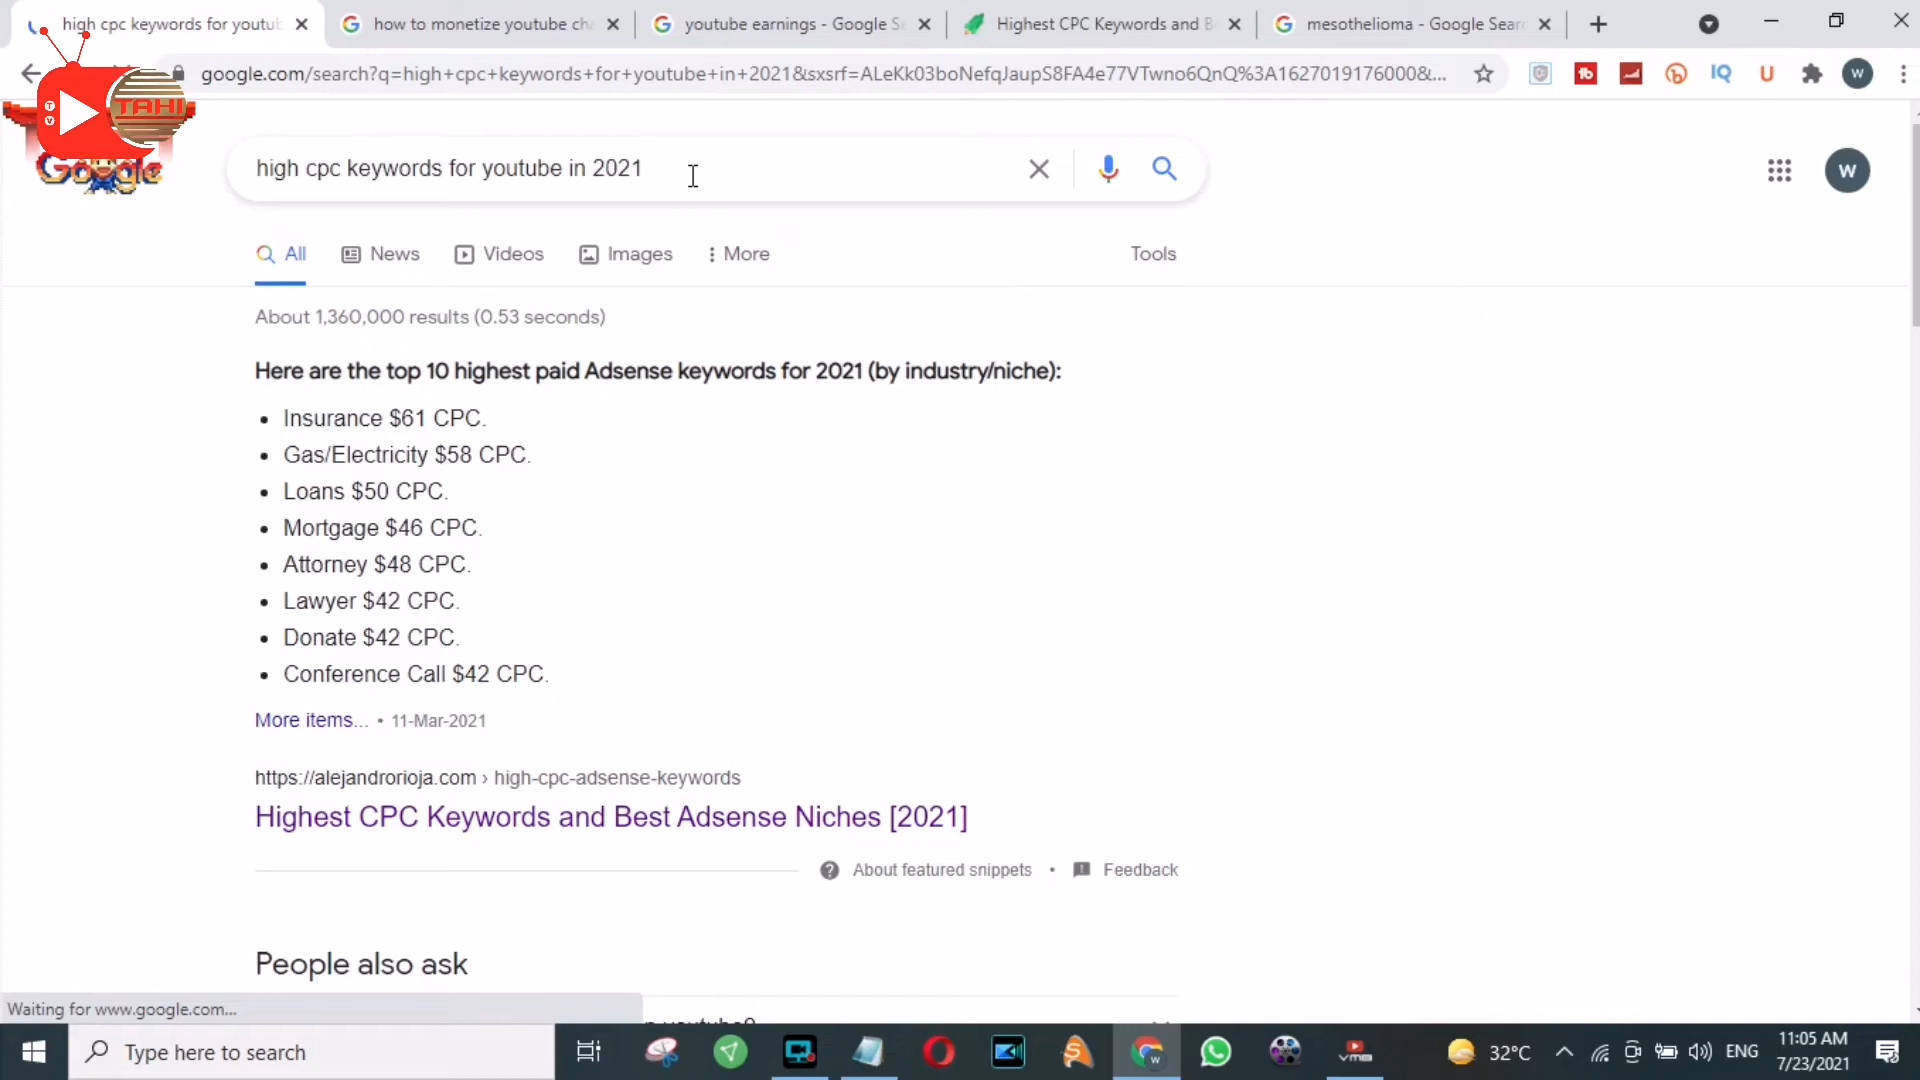 high cpc keywords for youtub
how to monetize youtube cha
youtube earnings - Google Se
Highest CPC Keywords and B
mesothelioma - Google Sear
google.com/search?q=high+cpc+keywords+for+youtube+in+2021&sxsrf=ALeKk03boNefqJaupS8FA4e77VTwno6QnQ%3A1627019176000&...
IQ
U
W
TV
TAHI
Google
high cpc keywords for youtube in 2021
W
All
News
Videos
Images
More
Tools
About 1,360,000 results (0.53 seconds)
Here are the top 10 highest paid Adsense keywords for 2021 (by industry/niche):
• Insurance $61 CPC.
• Gas/Electricity $58 CPC.
• Loans $50 CPC.
• Mortgage $46 CPC.
• Attorney $48 CPC.
• Lawyer $42 CPC.
• Donate $42 CPC.
• Conference Call $42 CPC.
More items... • 11-Mar-2021
https://alejandrorioja.com › high-cpc-adsense-keywords
Highest CPC Keywords and Best Adsense Niches [2021]
About featured snippets • Feedback
People also ask
Waiting for www.google.com...
Type here to search
32°C
ENG
11:05 AM
7/23/2021